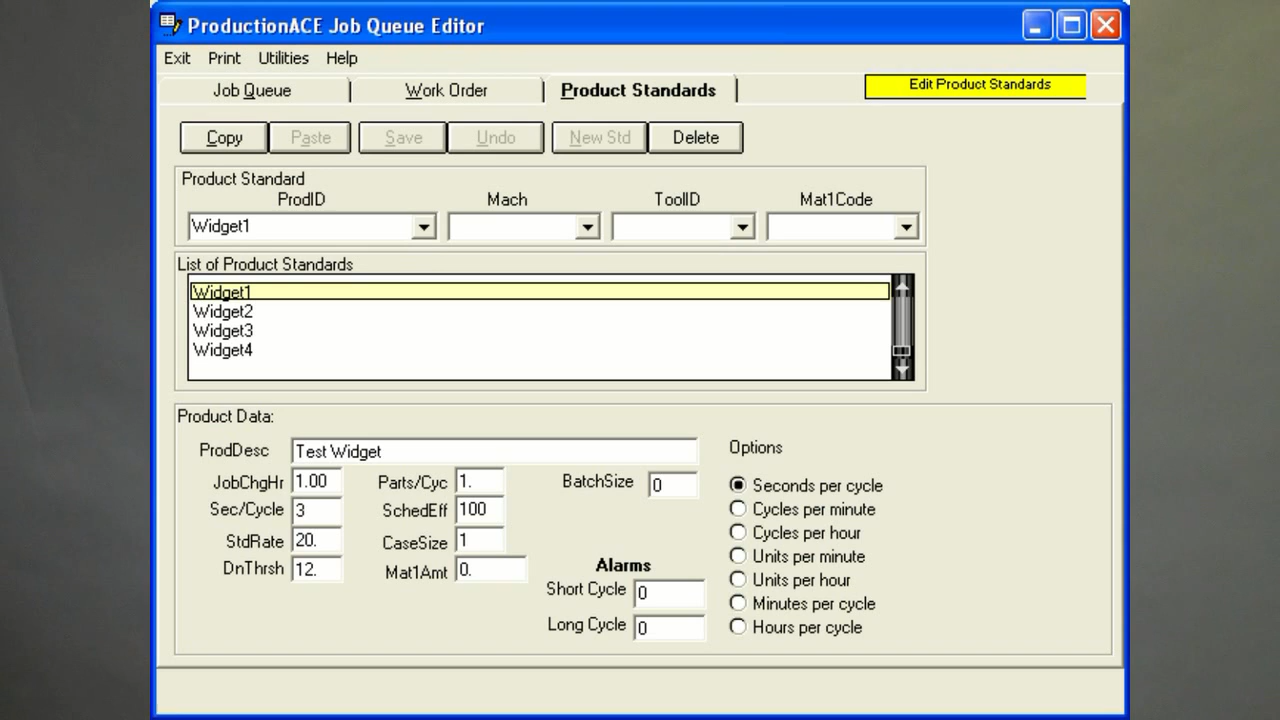 ProductionACE Job Queue Editor
Exit Print Utilities Help
Job Queue Work Order Product Standards Edit Product Standards
Copy Paste Save Undo New Std Delete
Product Standard
ProdID Mach ToolID Mat1Code
Widget1
List of Product Standards
Widget1
Widget2
Widget3
Widget4
Product Data:
ProdDesc Test Widget Options
JobChgHr 1.00 Parts/Cyc 1. BatchSize 0 Seconds per cycle
Sec/Cycle 3 SchedEff 100 Cycles per minute
StdRate 20. CaseSize 1 Cycles per hour
DnThrsh 12. Mat1Amt 0. Alarms Units per minute
Short Cycle 0 Units per hour
Minutes per cycle
Long Cycle 0 Hours per cycle